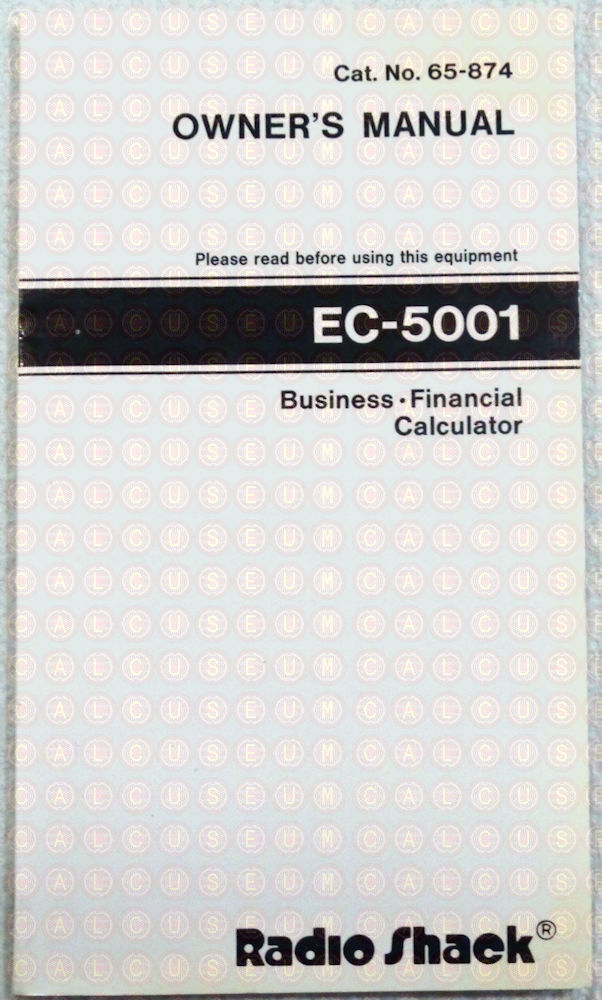 Cat. No. 65-874
OWNER'S MANUAL
Please read before using this equipment
EC-5001
Business • Financial
Calculator
Radio Shack®
CALCUSEUM